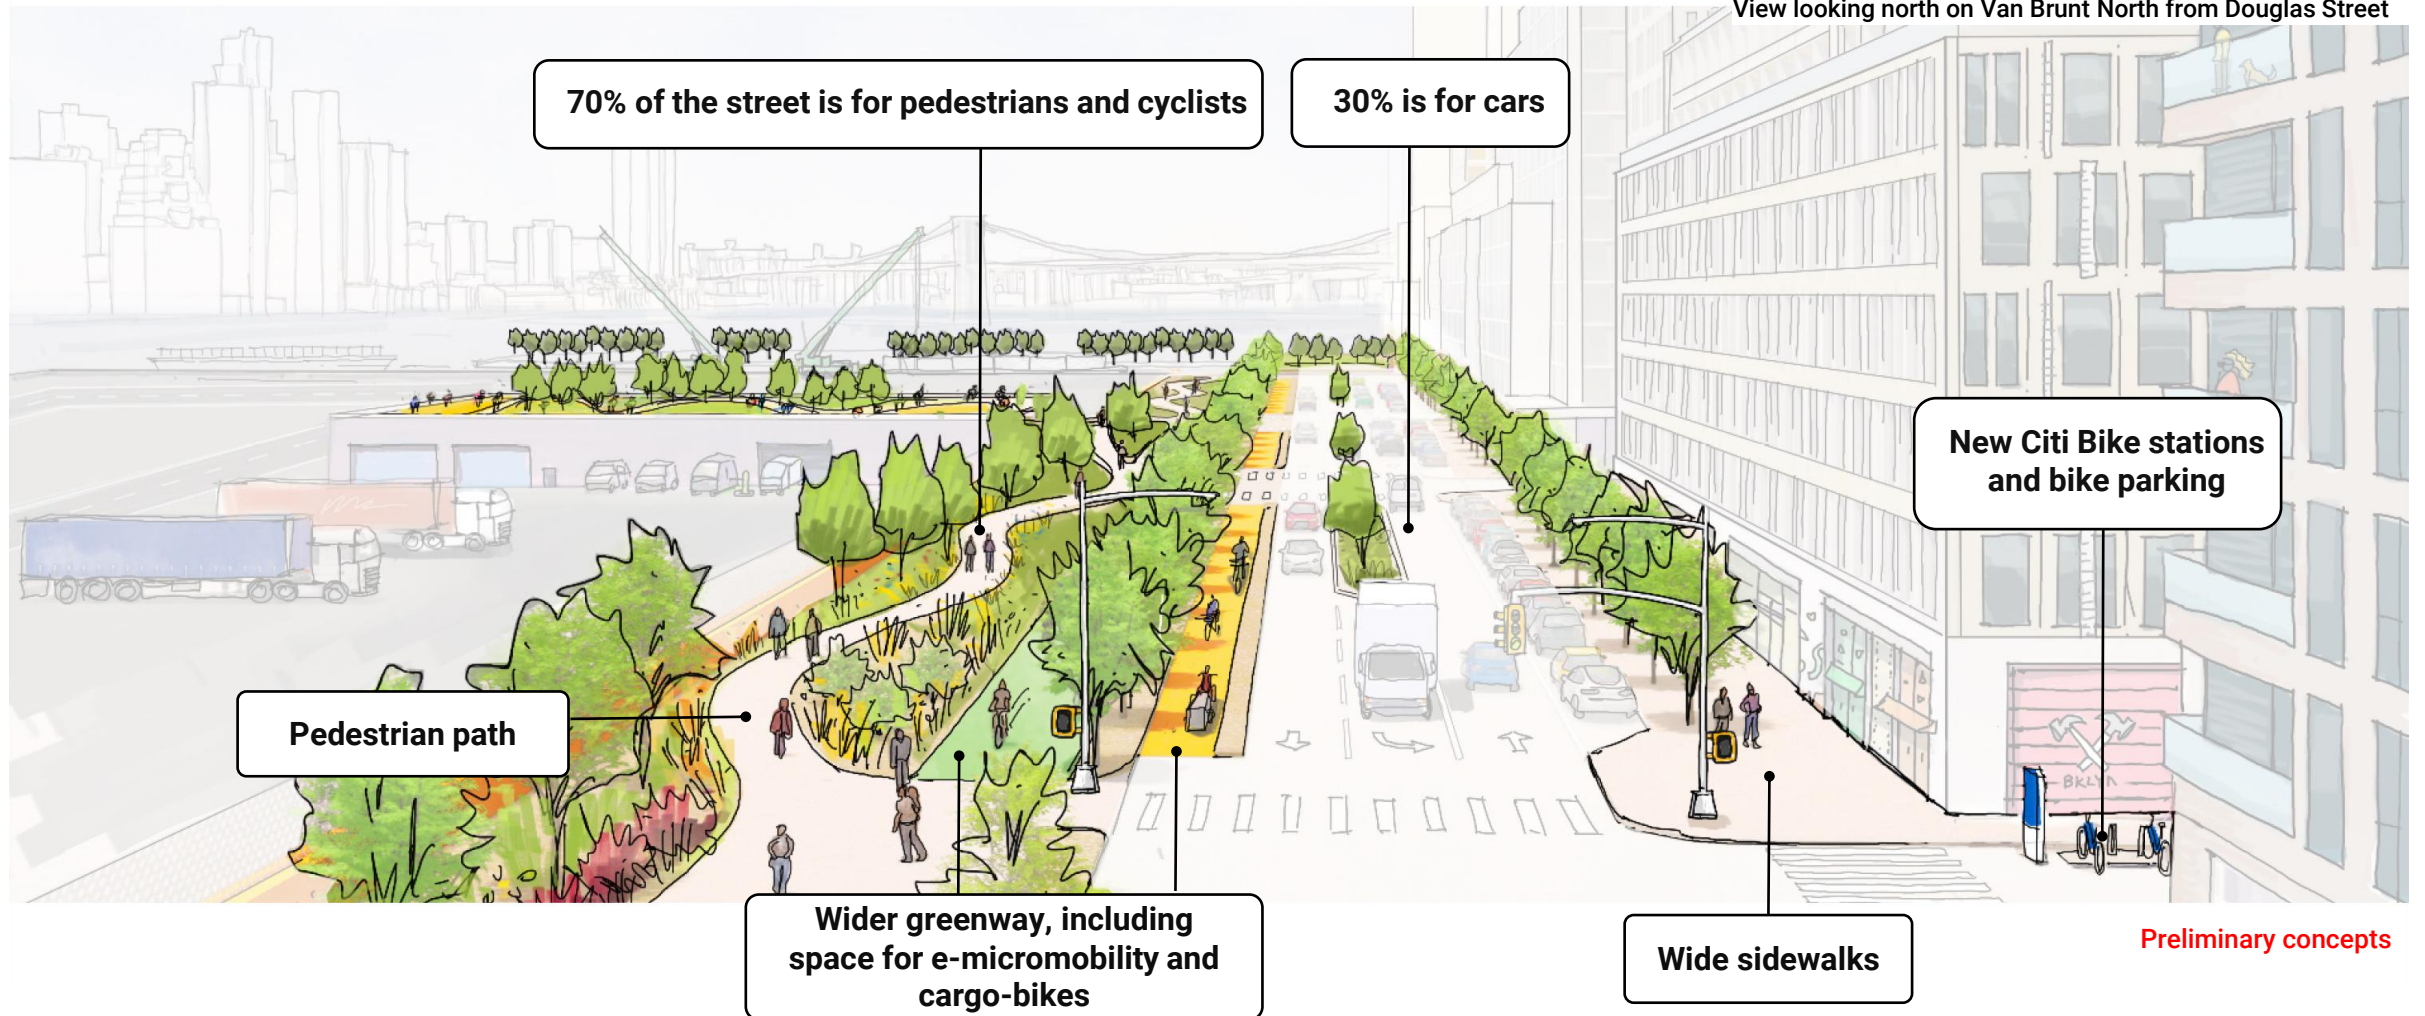 View looking north on Van Brunt North from Douglas Street
70% of the street is for pedestrians and cyclists
30% is for cars
New Citi Bike stations
and bike parking
Pedestrian path
BKLYN
Wider greenway, including
space for e-micromobility and
cargo-bikes
Wide sidewalks
Preliminary concepts